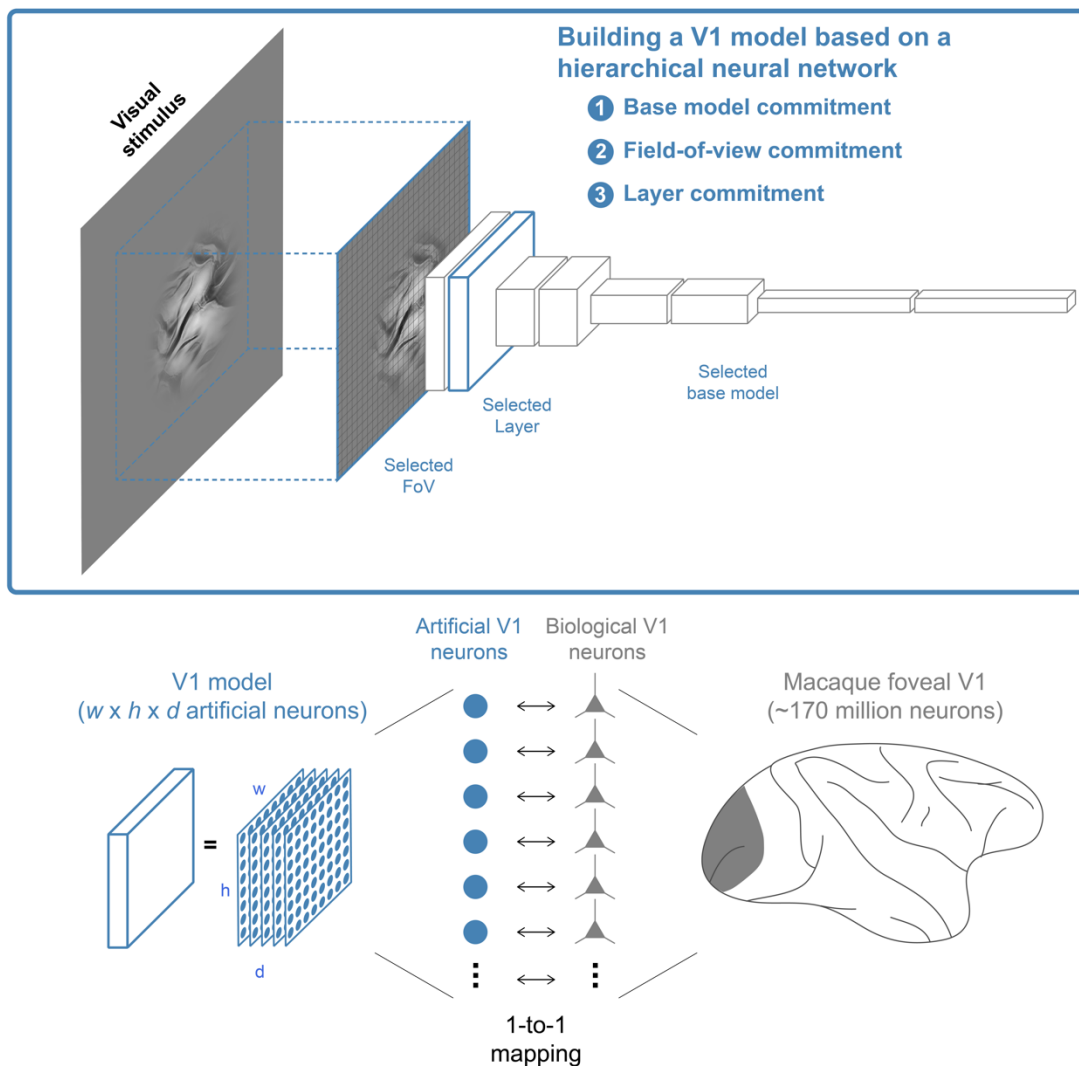 Building a V1 model based on a
hierarchical neural network
1 Base model commitment
2 Field-of-view commitment
3 Layer commitment
Visual
stimulus
Selected
FoV
Selected
Layer
Selected
base model
Artificial V1
neurons
Biological V1
neurons
V1 model
(w x h x d artificial neurons)
Macaque foveal V1
(~170 million neurons)
w
=
h
d
1-to-1
mapping